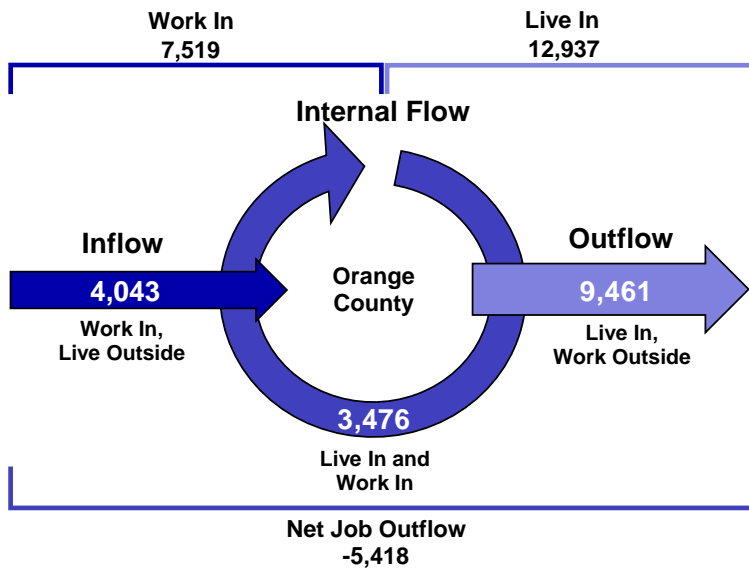 Work In
7,519
Live In
12,937
Internal Flow
Inflow
4,043
Work In,
Live Outside
Orange
County
Outflow
9,461
Live In,
Work Outside
3,476
Live In and
Work In
Net Job Outflow
-5,418